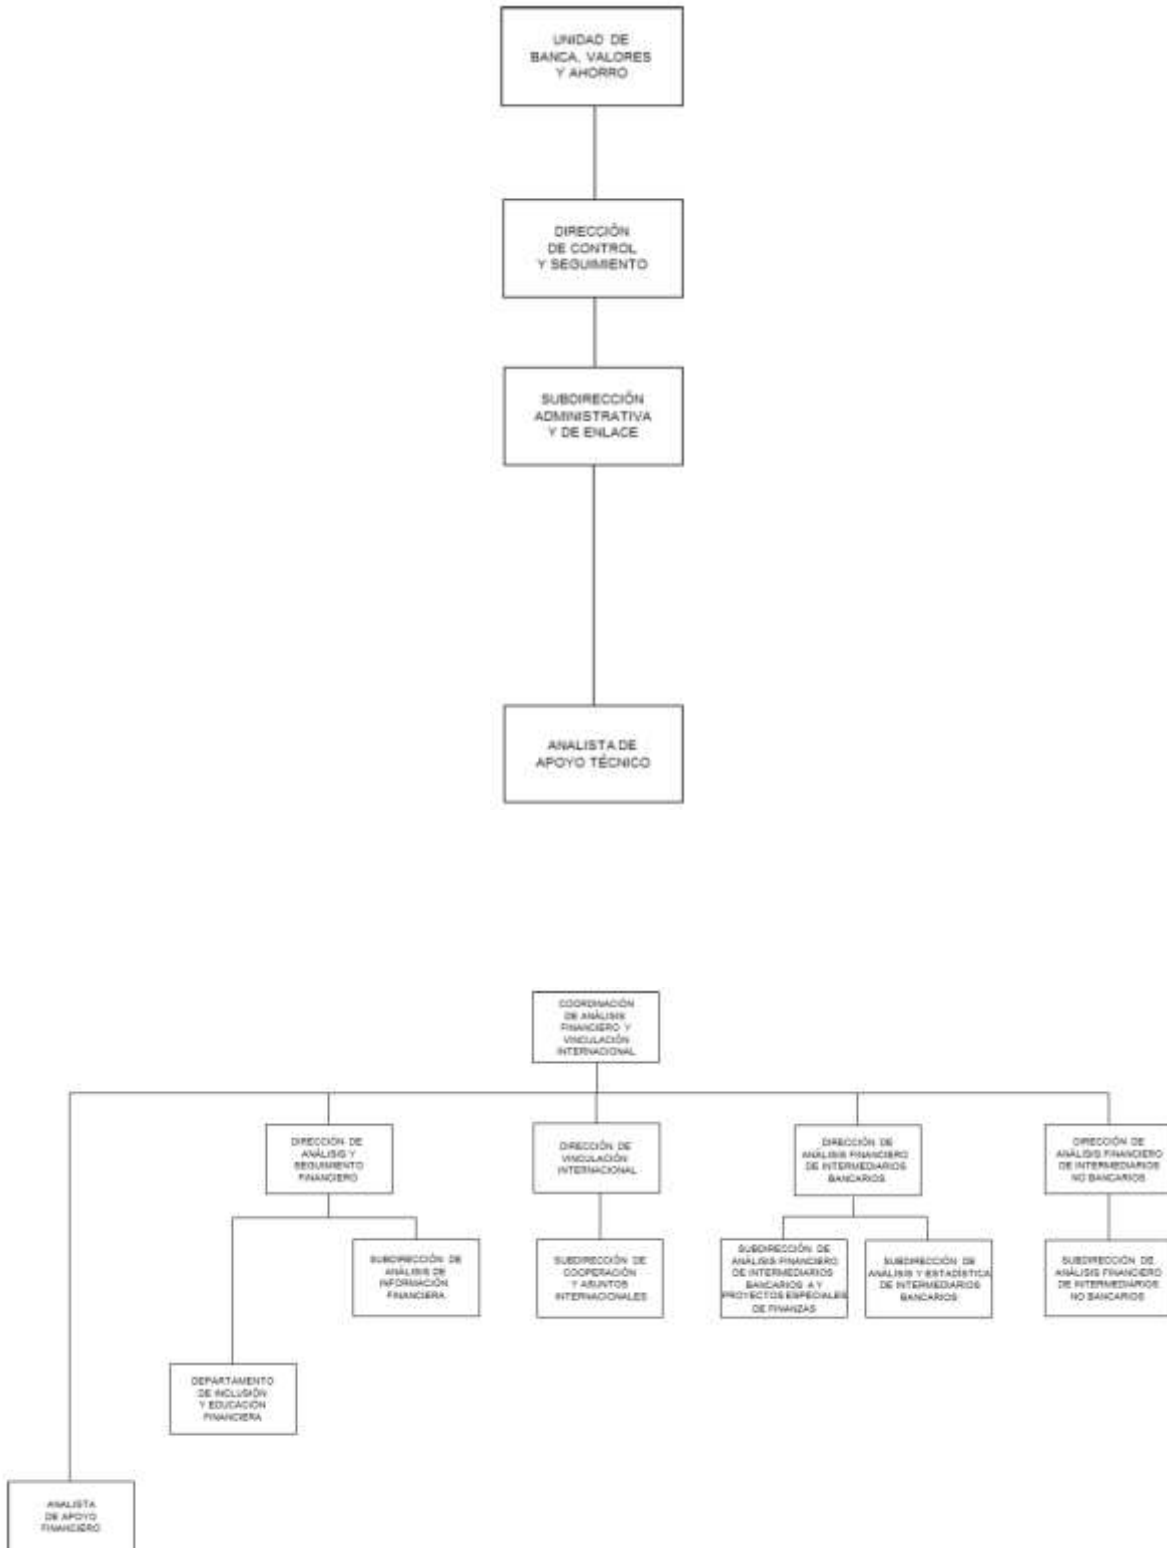 UNIDAD DE
BANCA, VALORES
Y AHORRO
DIRECCIÓN
DE CONTROL
Y SEGUIMIENTO
SUBDIRECCIÓN
ADMINISTRATIVA
Y DE ENLACE
ANALISTA DE
APOYO TÉCNICO
COORDINACIÓN
DE ANÁLISIS
FINANCIERO Y
VINCULACIÓN
INTERNACIONAL
DIRECCIÓN DE
ANÁLISIS Y
SEGUIMIENTO
FINANCIERO
DIRECCIÓN DE
VINCULACIÓN
INTERNACIONAL
DIRECCIÓN DE
ANÁLISIS FINANCIERO
DE INTERMEDIARIOS
BANCARIOS
DIRECCIÓN DE
ANÁLISIS FINANCIERO
DE INTERMEDIARIOS
NO BANCARIOS
SUBDIRECCIÓN DE
ANÁLISIS DE
INFORMACIÓN
FINANCIERA
SUBDIRECCIÓN DE
COOPERACIÓN
Y ASUNTOS
INTERNACIONALES
SUBDIRECCIÓN DE
ANÁLISIS FINANCIERO
DE INTERMEDIARIOS
BANCARIOS A Y
PROYECTOS ESPECIALES
DE FINANZAS
SUBDIRECCIÓN DE
ANÁLISIS Y ESTADÍSTICA
DE INTERMEDIARIOS
BANCARIOS
SUBDIRECCIÓN DE
ANÁLISIS FINANCIERO
DE INTERMEDIARIOS
NO BANCARIOS
DEPARTAMENTO
DE INCLUSIÓN
Y EDUCACIÓN
FINANCIERA
ANALISTA
DE APOYO
FINANCIERO